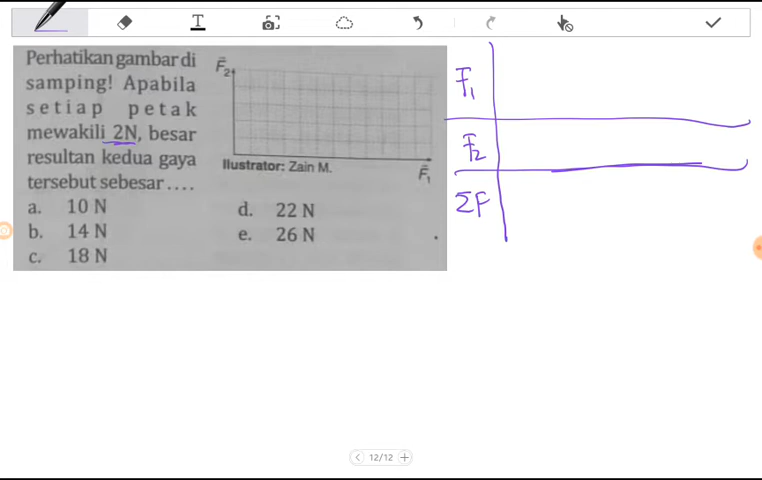 Perhatikan gambar di
samping! Apabila
setiap petak
mewakili 2N, besar
resultan kedua gaya
tersebut sebesar ....
F₂
Ilustrator: Zain M.
F₁
a. 10 N
b. 14 N
c. 18 N
d. 22 N
e. 26 N
F₁
F₂
ΣF
12/12